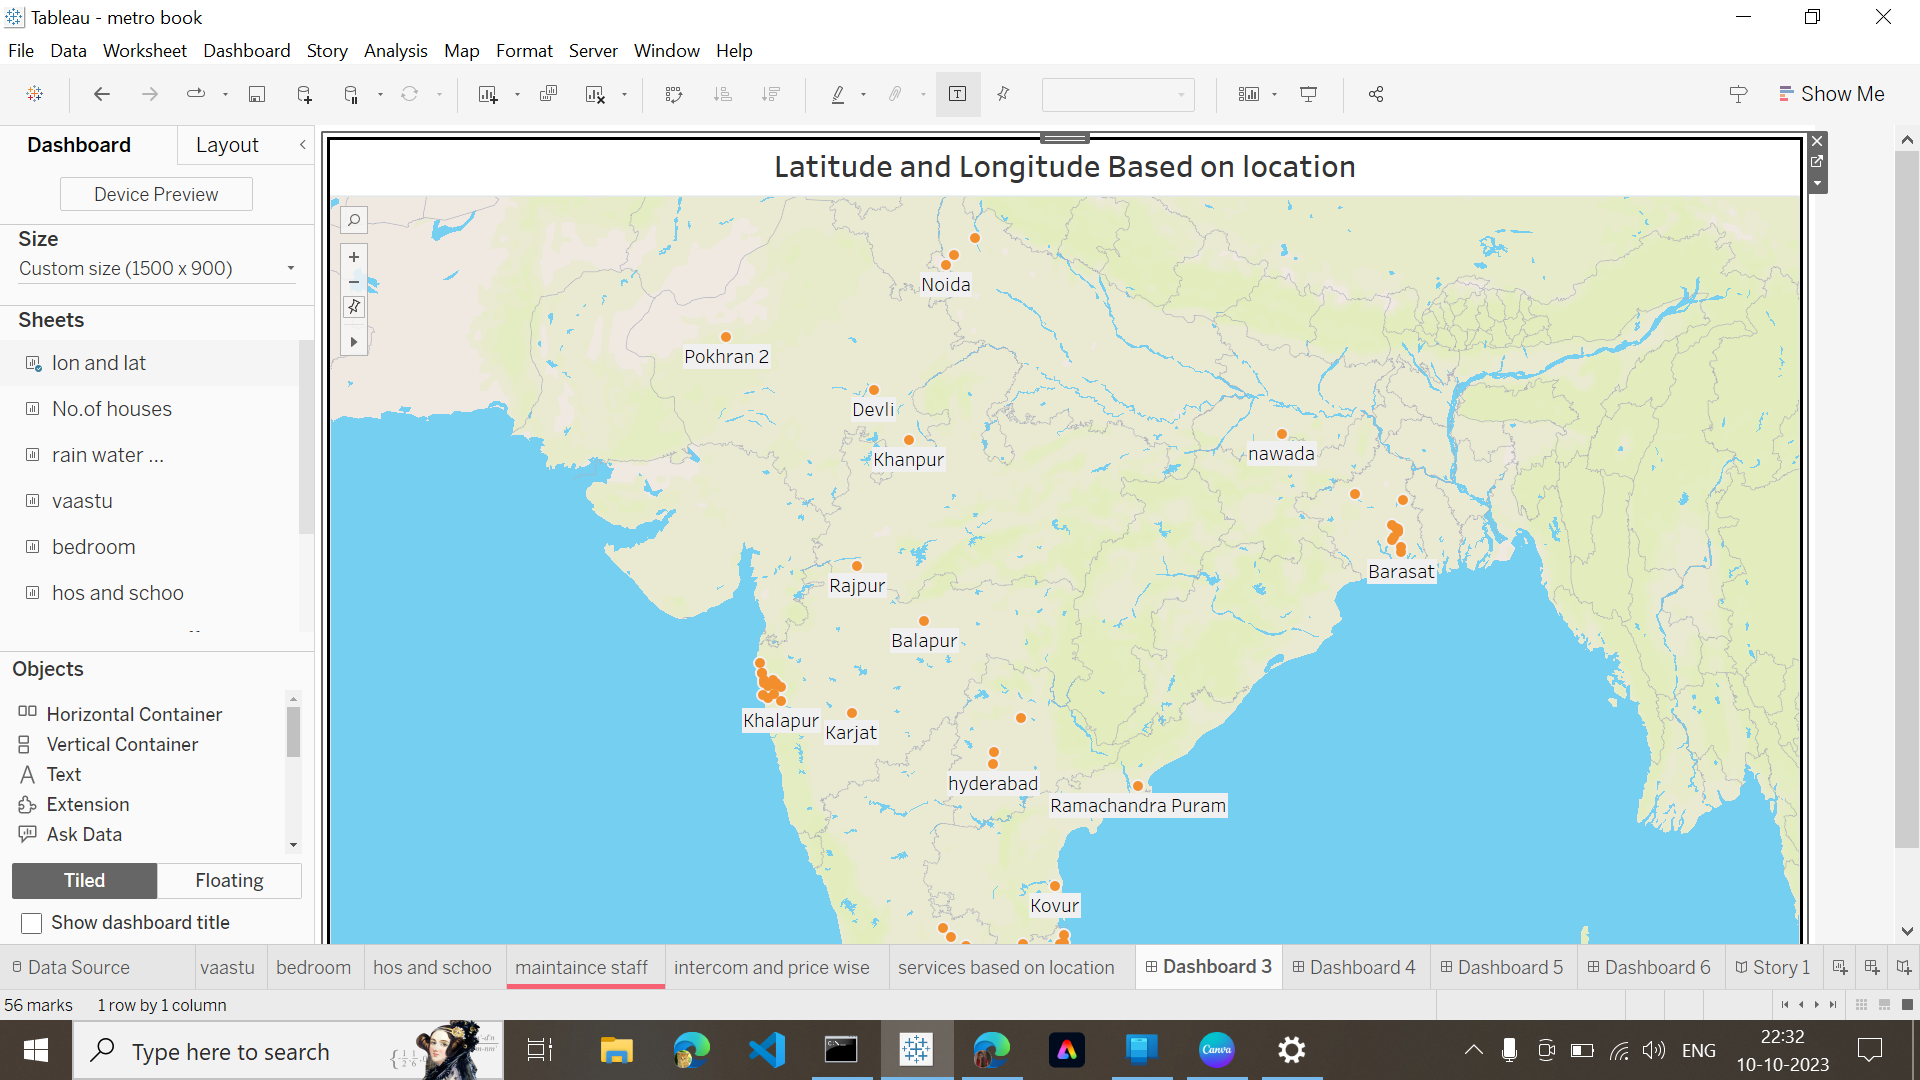 Tableau - metro book
File Data Worksheet Dashboard Story Analysis Map Format Server Window Help
Show Me
Dashboard Layout
Device Preview
Size
Custom size (1500 x 900)
Sheets
lon and lat
No.of houses
rain water ...
vaastu
bedroom
hos and schoo
Objects
Horizontal Container
Vertical Container
Text
Extension
Ask Data
Tiled Floating
Show dashboard title
Latitude and Longitude Based on location
Noida
Pokhran 2
Devli
Khanpur
nawada
Barasat
Rajpur
Balapur
Khalapur
Karjat
hyderabad
Ramachandra Puram
Kovur
Data Source vaastu bedroom hos and schoo maintaince staff intercom and price wise services based on location Dashboard 3 Dashboard 4 Dashboard 5 Dashboard 6 Story 1
56 marks 1 row by 1 column
Type here to search
Canva
ENG
22:32
10-10-2023